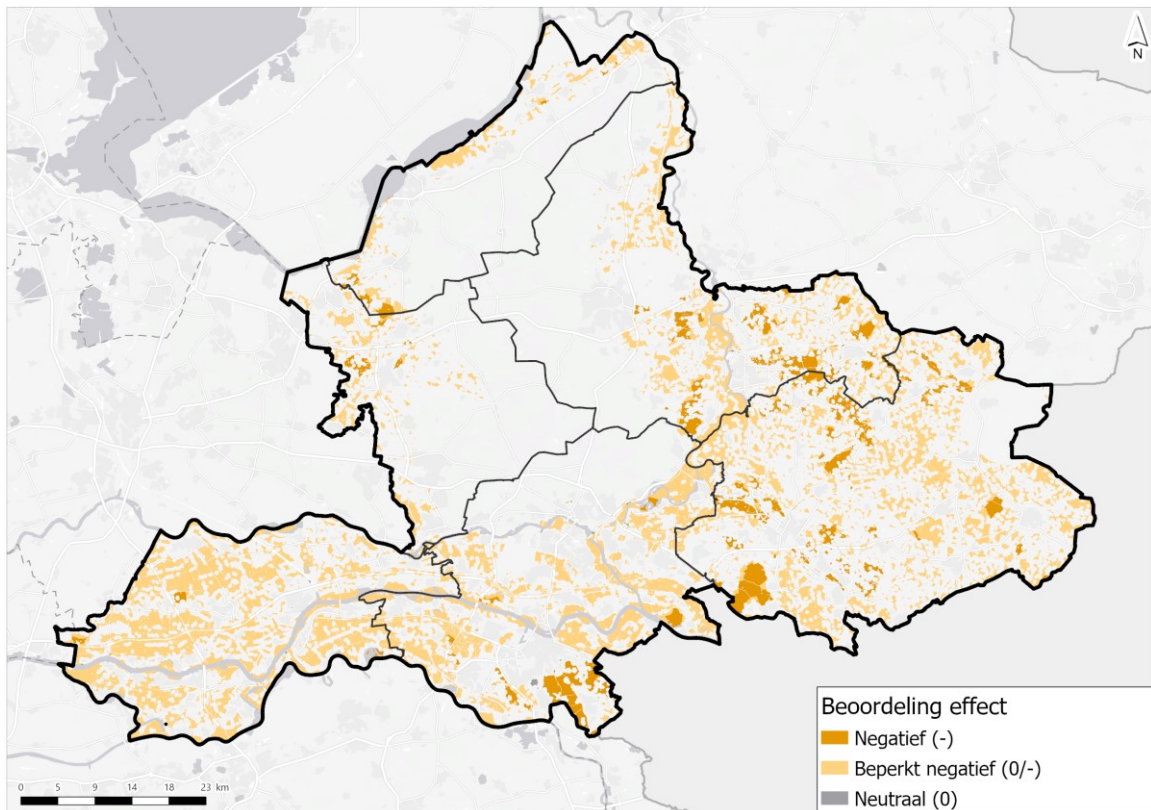 N
Beoordeling effect
Negatief (-)
Beperkt negatief (0/-)
Neutraal (0)
0 5 9 14 18 23 km